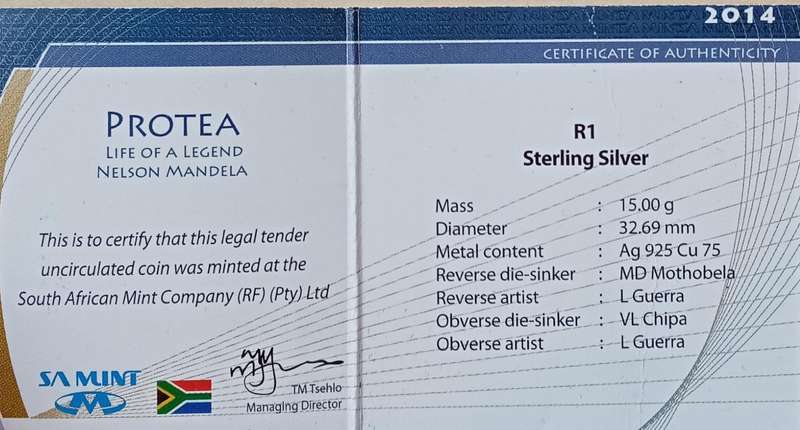 2014
CERTIFICATE OF AUTHENTICITY
PROTEA
LIFE OF A LEGEND
NELSON MANDELA
This is to certify that this legal tender
uncirculated coin was minted at the
South African Mint Company (RF) (Pty) Ltd
SA MINT
TM Tsehlo
Managing Director
R1
Sterling Silver
Mass : 15.00 g
Diameter : 32.69 mm
Metal content : Ag 925 Cu 75
Reverse die-sinker : MD Mothobela
Reverse artist : L Guerra
Obverse die-sinker : VL Chipa
Obverse artist : L Guerra